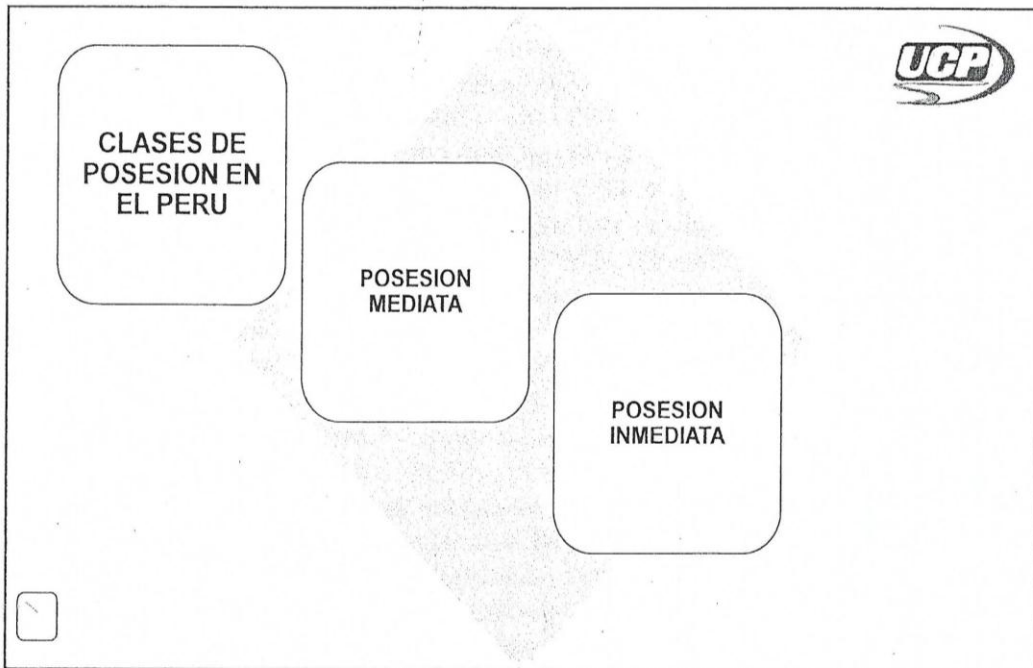 UCP
CLASES DE
POSESION EN
EL PERU
POSESION
MEDIATA
POSESION
INMEDIATA